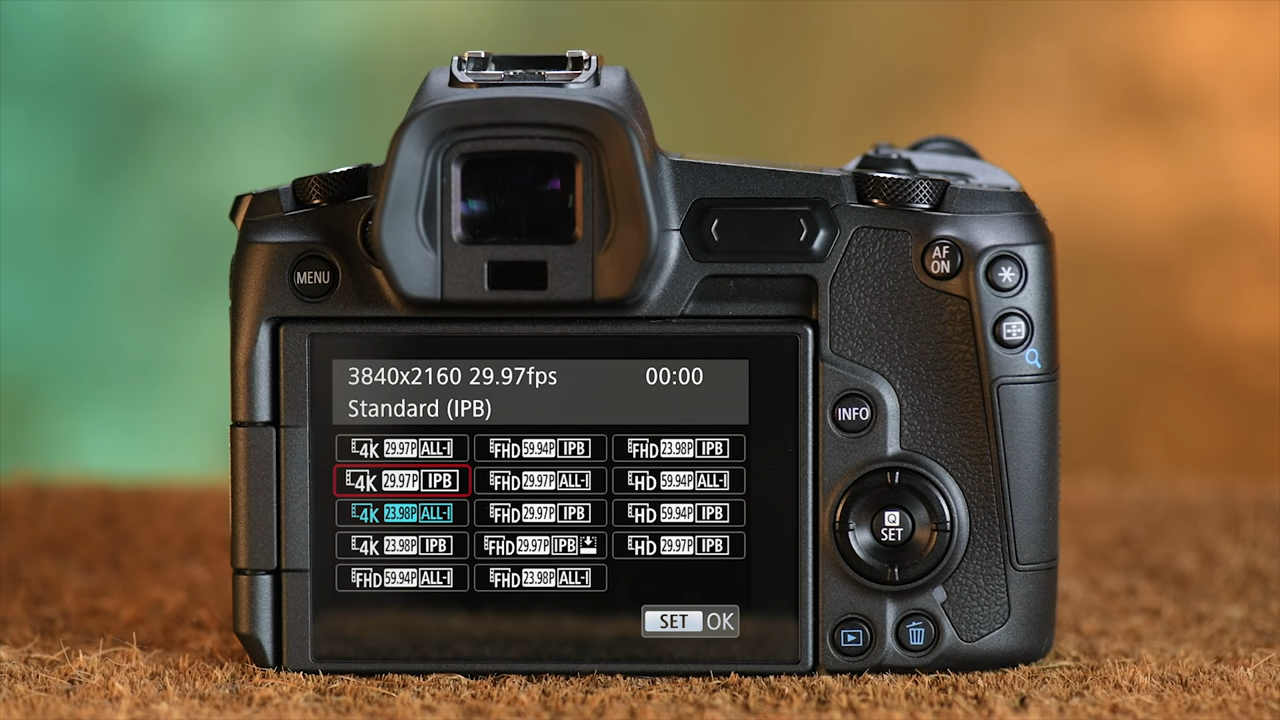 MENU
AF
ON
INFO
Q
SET
3840x2160 29.97fps 00:00
Standard (IPB)
4K 29.97P ALL-I
FHD 59.94P IPB
FHD 23.98P IPB
4K 29.97P IPB
FHD 29.97P ALL-I
HD 59.94P ALL-I
4K 23.98P ALL-I
FHD 29.97P IPB
HD 59.94P IPB
4K 23.98P IPB
FHD 29.97P IPB
HD 29.97P IPB
FHD 59.94P ALL-I
FHD 23.98P ALL-I
SET OK